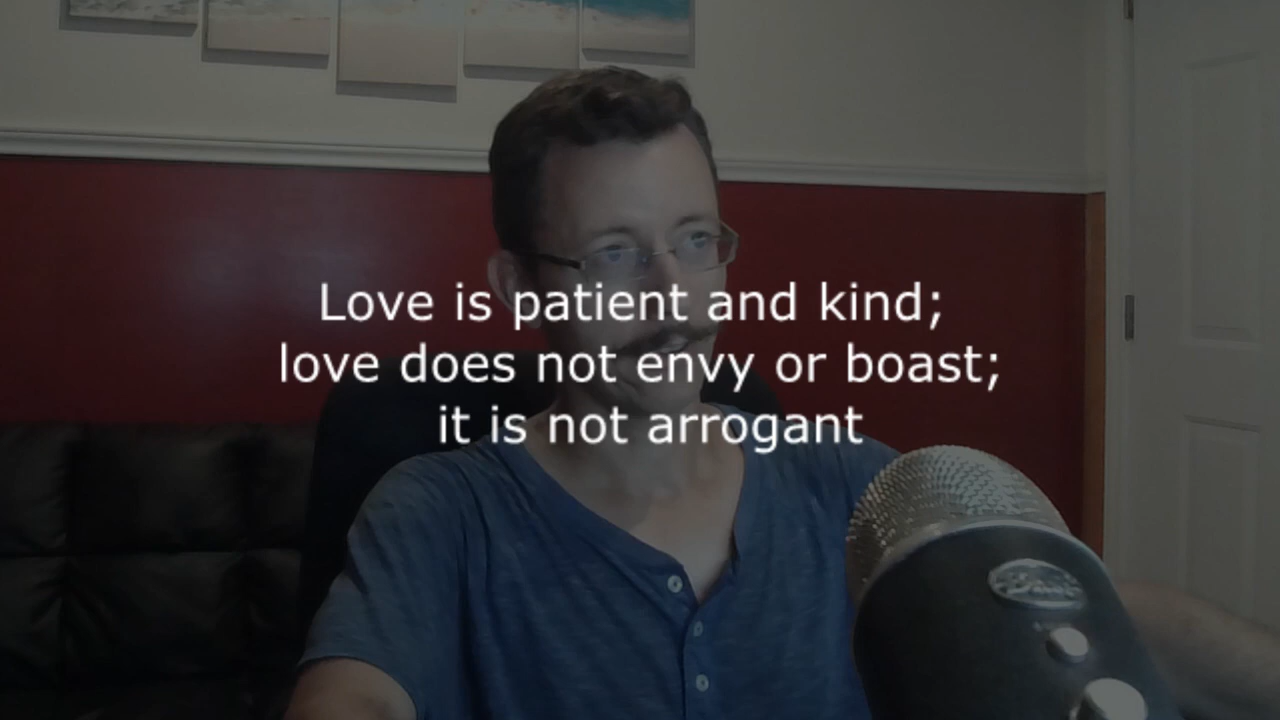 Love is patient and kind;
love does not envy or boast;
it is not arrogant